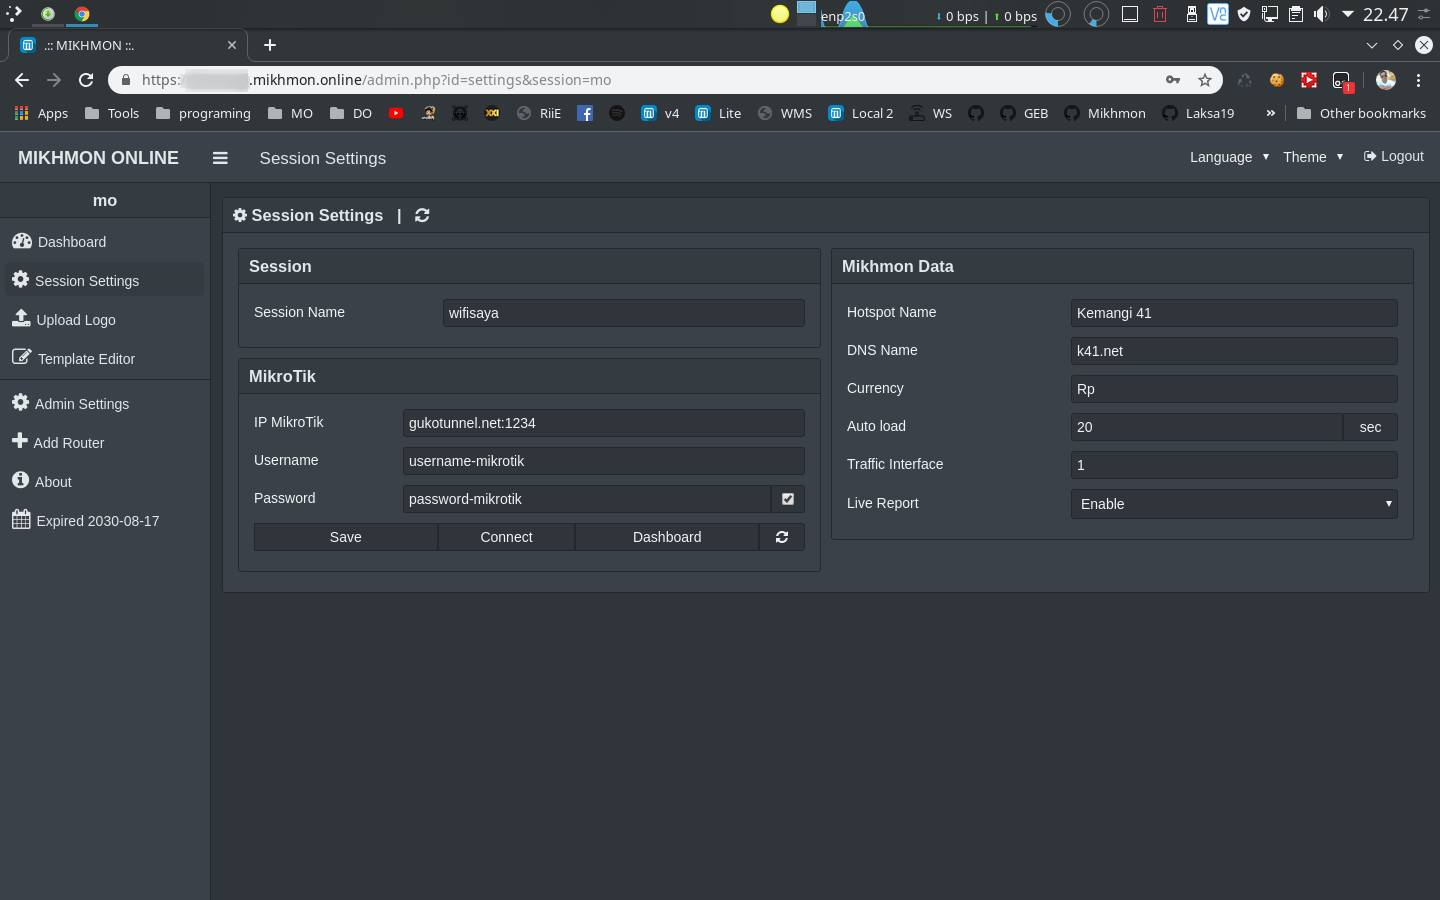 enp2s0 0 bps | 0 bps 22.47
.:: MIKHMON ::.
https:/ .mikhmon.online/admin.php?id=settings&session=mo
1
Apps Tools programing MO DO XXI RiiE v4 Lite WMS Local 2 WS GEB Mikhmon Laksa19 » Other bookmarks
MIKHMON ONLINE Session Settings Language Theme Logout
mo
Dashboard
Session Settings
Upload Logo
Template Editor
Admin Settings
Add Router
About
Expired 2030-08-17
Session Settings |
Session
Session Name wifisaya
MikroTik
IP MikroTik gukotunnel.net:1234
Username username-mikrotik
Password password-mikrotik
Save Connect Dashboard
Mikhmon Data
Hotspot Name Kemangi 41
DNS Name k41.net
Currency Rp
Auto load 20 sec
Traffic Interface 1
Live Report Enable